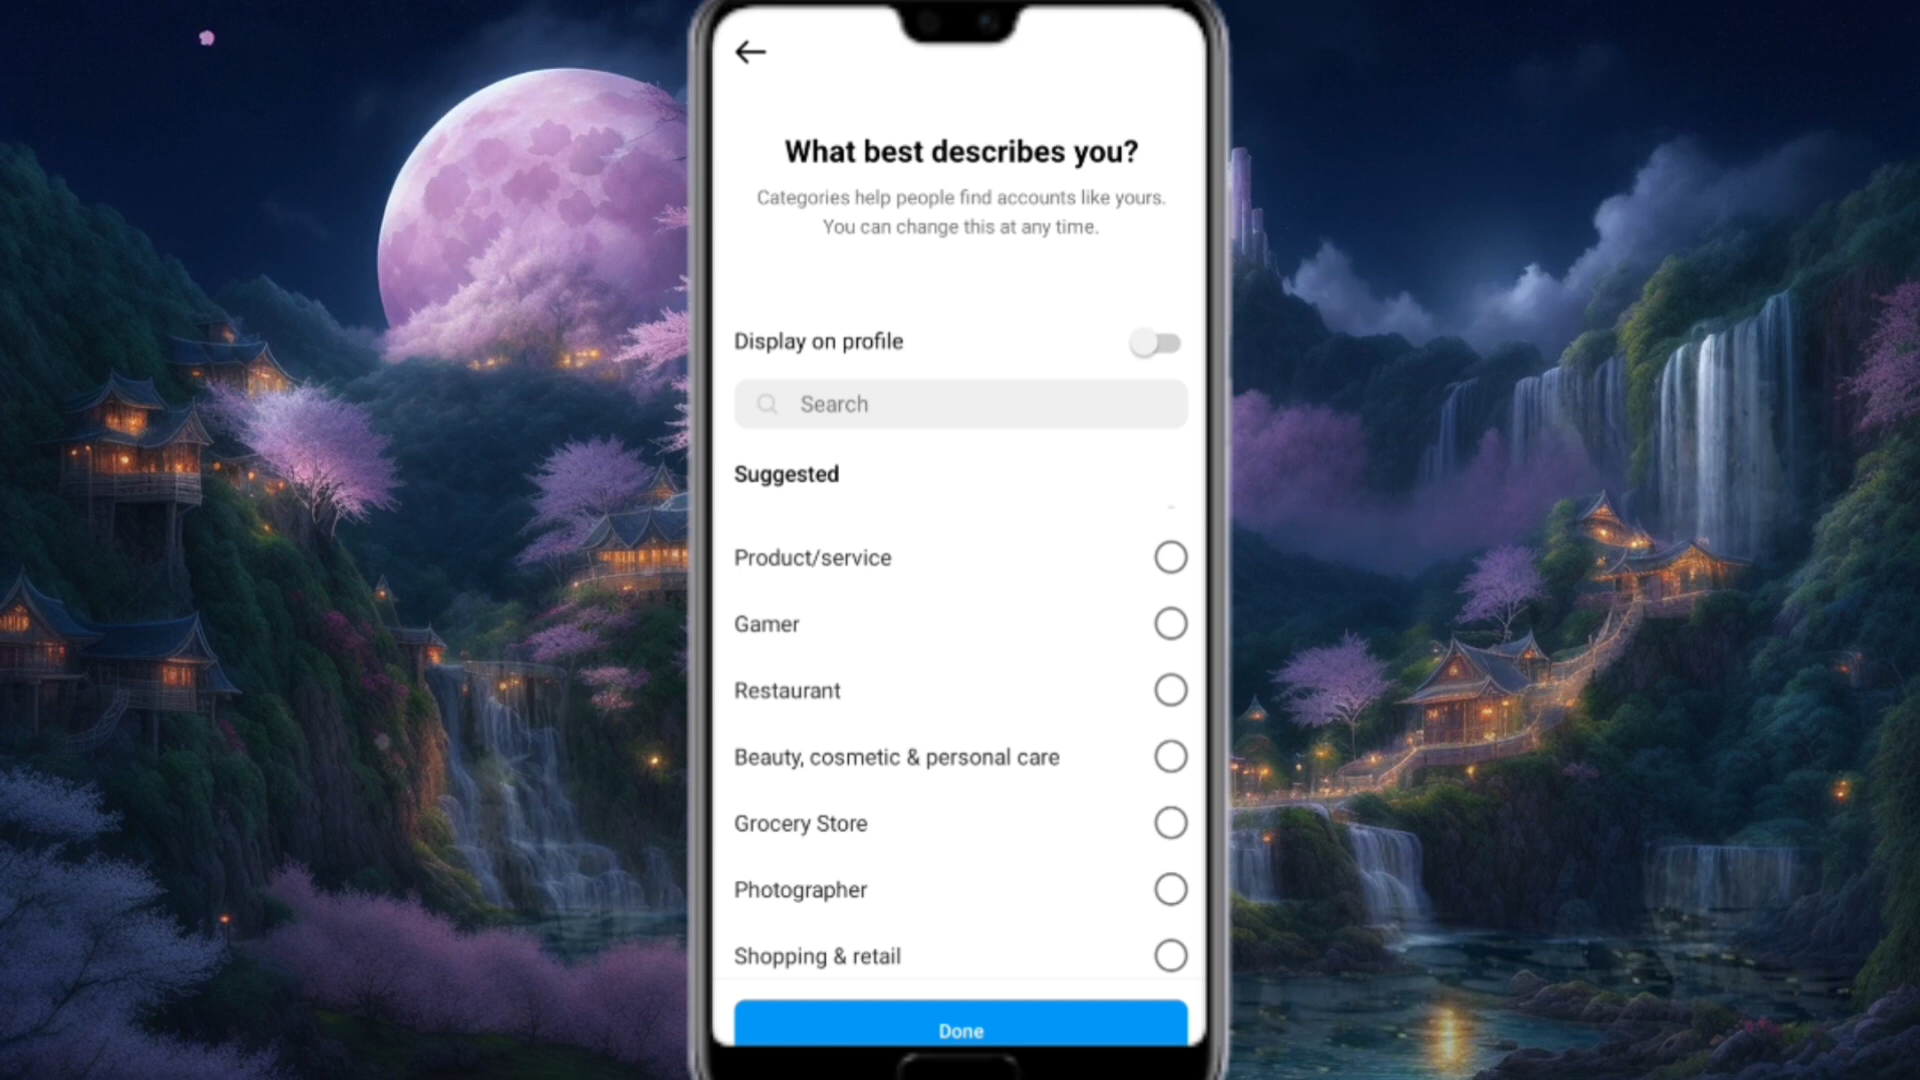 What best describes you?
Categories help people find accounts like yours.
You can change this at any time.
Display on profile
Search
Suggested
Product/service
Gamer
Restaurant
Beauty, cosmetic & personal care
Grocery Store
Photographer
Shopping & retail
Done